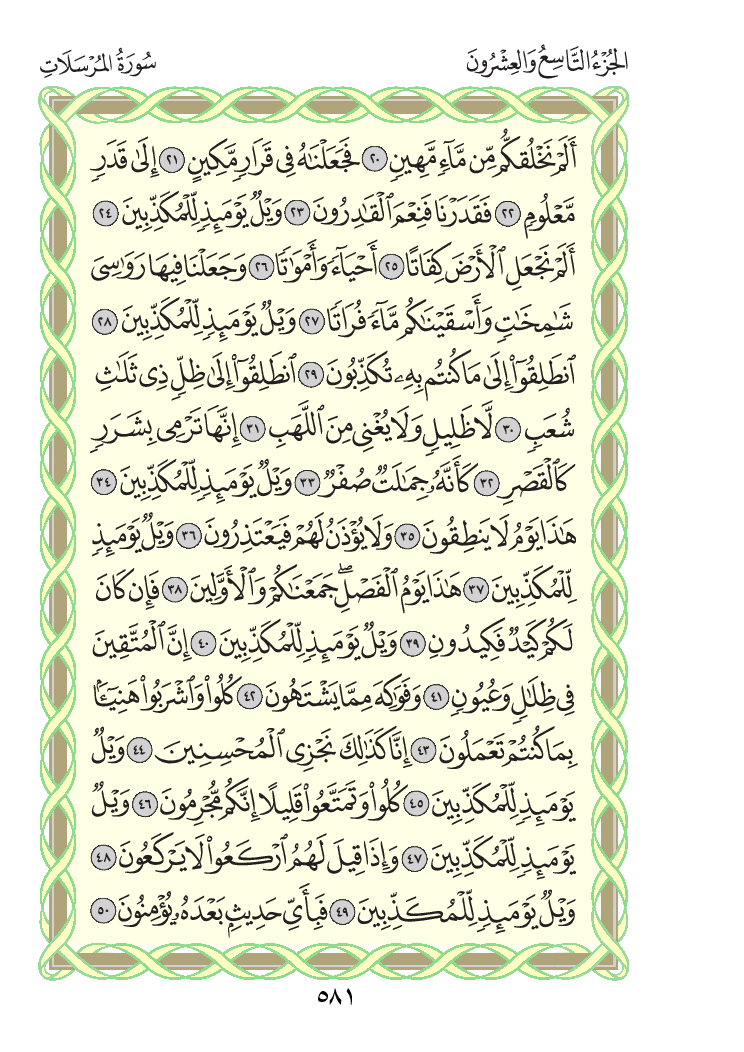 الجُزْءُ التَّاسِعُ وَالعِشْرُونَ
سُورَةُ المُرْسَلَاتِ
أَلَمْ نَخْلُقكُّم مِّن مَّآءٍ مَّهِينٍ ٢٠ فَجَعَلْنَٰهُ فِى قَرَارٍ مَّكِينٍ ٢١ إِلَىٰ قَدَرٍ
مَّعْلُومٍ ٢٢ فَقَدَرْنَا فَنِعْمَ ٱلْقَٰدِرُونَ ٢٣ وَيْلٌ يَوْمَئِذٍ لِّلْمُكَذِّبِينَ ٢٤
أَلَمْ نَجْعَلِ ٱلْأَرْضَ كِفَاتًا ٢٥ أَحْيَآءً وَأَمْوَٰتًا ٢٦ وَجَعَلْنَا فِيهَا رَوَٰسِىَ
شَٰمِخَٰتٍ وَأَسْقَيْنَٰكُم مَّآءً فُرَاتًا ٢٧ وَيْلٌ يَوْمَئِذٍ لِّلْمُكَذِّبِينَ ٢٨
ٱنطَلِقُوٓا۟ إِلَىٰ مَا كُنتُم بِهِۦ تُكَذِّبُونَ ٢٩ ٱنطَلِقُوٓا۟ إِلَىٰ ظِلٍّ ذِى ثَلَٰثِ
شُعَبٍ ٣٠ لَّا ظَلِيلٍ وَلَا يُغْنِى مِنَ ٱللَّهَبِ ٣١ إِنَّهَا تَرْمِى بِشَرَرٍ
كَٱلْقَصْرِ ٣٢ كَأَنَّهُۥ جِمَٰلَتٌ صُفْرٌ ٣٣ وَيْلٌ يَوْمَئِذٍ لِّلْمُكَذِّبِينَ ٣٤
هَٰذَا يَوْمُ لَا يَنطِقُونَ ٣٥ وَلَا يُؤْذَنُ لَهُمْ فَيَعْتَذِرُونَ ٣٦ وَيْلٌ يَوْمَئِذٍ
لِّلْمُكَذِّبِينَ ٣٧ هَٰذَا يَوْمُ ٱلْفَصْلِ ۖ جَمَعْنَٰكُمْ وَٱلْأَوَّلِينَ ٣٨ فَإِن كَانَ
لَكُمْ كَيْدٌ فَكِيدُونِ ٣٩ وَيْلٌ يَوْمَئِذٍ لِّلْمُكَذِّبِينَ ٤٠ إِنَّ ٱلْمُتَّقِينَ
فِى ظِلَٰلٍ وَعُيُونٍ ٤١ وَفَوَٰكِهَ مِمَّا يَشْتَهُونَ ٤٢ كُلُوا۟ وَٱشْرَبُوا۟ هَنِيٓـًٔۢا
بِمَا كُنتُمْ تَعْمَلُونَ ٤٣ إِنَّا كَذَٰلِكَ نَجْزِى ٱلْمُحْسِنِينَ ٤٤ وَيْلٌ
يَوْمَئِذٍ لِّلْمُكَذِّبِينَ ٤٥ كُلُوا۟ وَتَمَتَّعُوا۟ قَلِيلًا إِنَّكُم مُّجْرِمُونَ ٤٦ وَيْلٌ
يَوْمَئِذٍ لِّلْمُكَذِّبِينَ ٤٧ وَإِذَا قِيلَ لَهُمُ ٱرْكَعُوا۟ لَا يَرْكَعُونَ ٤٨
وَيْلٌ يَوْمَئِذٍ لِّلْمُكَذِّبِينَ ٤٩ فَبِأَىِّ حَدِيثٍۭ بَعْدَهُۥ يُؤْمِنُونَ ٥٠
٥٨١